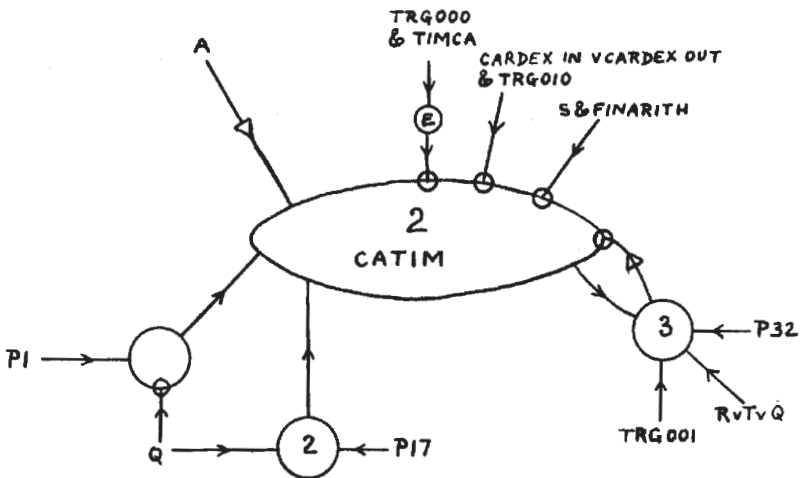 TRG000
& TIMCA
A
CARDEX IN v CARDEX OUT
& TRG010
S & FINARITH
E
2
CATIM
3
P1
P32
RvTvQ
TRG001
Q
2
P17